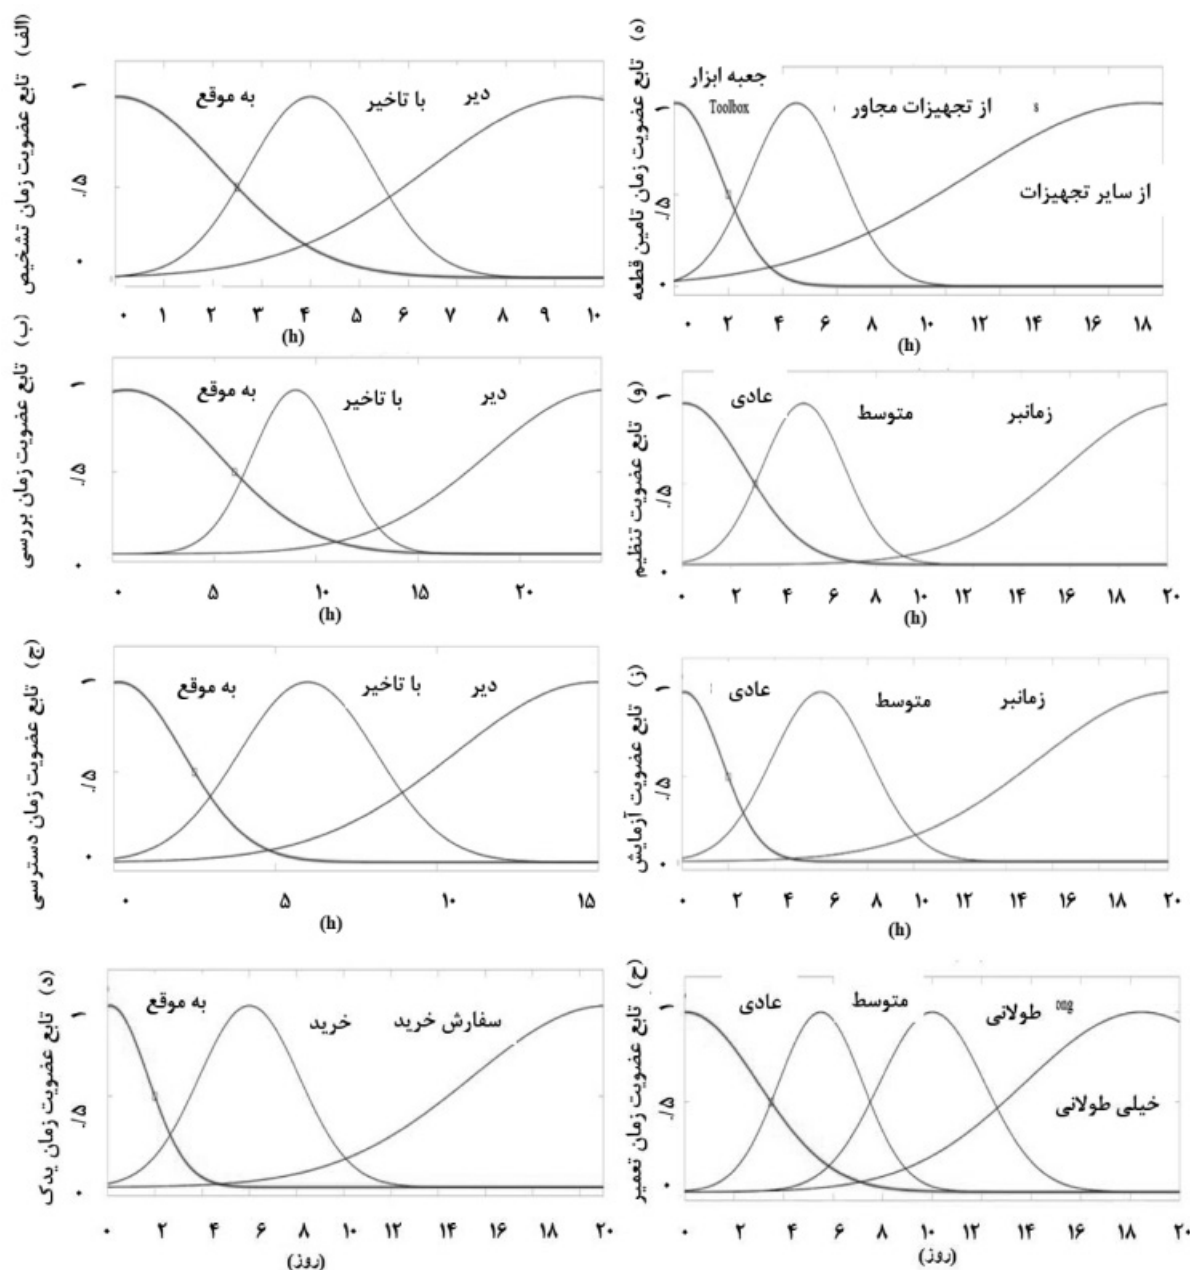 الف) تابع عضویت زمان تشخیص
۱
./۵
۰
به موقع
با تاخیر
دیر
۰ ۱ ۲ ۳ ۴ ۵ ۶ ۷ ۸ ۹ ۱۰
(h)
ه) تابع عضویت زمان تامین قطعه
۱
./۵
۰
جعبه ابزار
Toolbox
از تجهیزات مجاور
s
از سایر تجهیزات
۰ ۲ ۴ ۶ ۸ ۱۰ ۱۲ ۱۴ ۱۶ ۱۸
(h)
ب) تابع عضویت زمان بررسی
۱
./۵
۰
به موقع
با تاخیر
دیر
۰ ۵ ۱۰ ۱۵ ۲۰
(h)
و) تابع عضویت تنظیم
۱
./۵
۰
عادی
متوسط
زمانبر
۰ ۲ ۴ ۶ ۸ ۱۰ ۱۲ ۱۴ ۱۶ ۱۸ ۲۰
(h)
ج) تابع عضویت زمان دسترسی
۱
./۵
۰
به موقع
با تاخیر
دیر
۰ ۵ ۱۰ ۱۵
(h)
ز) تابع عضویت آزمایش
۱
./۵
۰
عادی
متوسط
زمانبر
۰ ۲ ۴ ۶ ۸ ۱۰ ۱۲ ۱۴ ۱۶ ۱۸ ۲۰
(h)
د) تابع عضویت زمان یدک
۱
./۵
۰
به موقع
خرید
سفارش خرید
۰ ۲ ۴ ۶ ۸ ۱۰ ۱۲ ۱۴ ۱۶ ۱۸ ۲۰
(روز)
ح) تابع عضویت زمان تعمیر
۱
./۵
۰
عادی
متوسط
طولانی
ong
خیلی طولانی
۰ ۲ ۴ ۶ ۸ ۱۰ ۱۲ ۱۴ ۱۶ ۱۸ ۲۰
(روز)